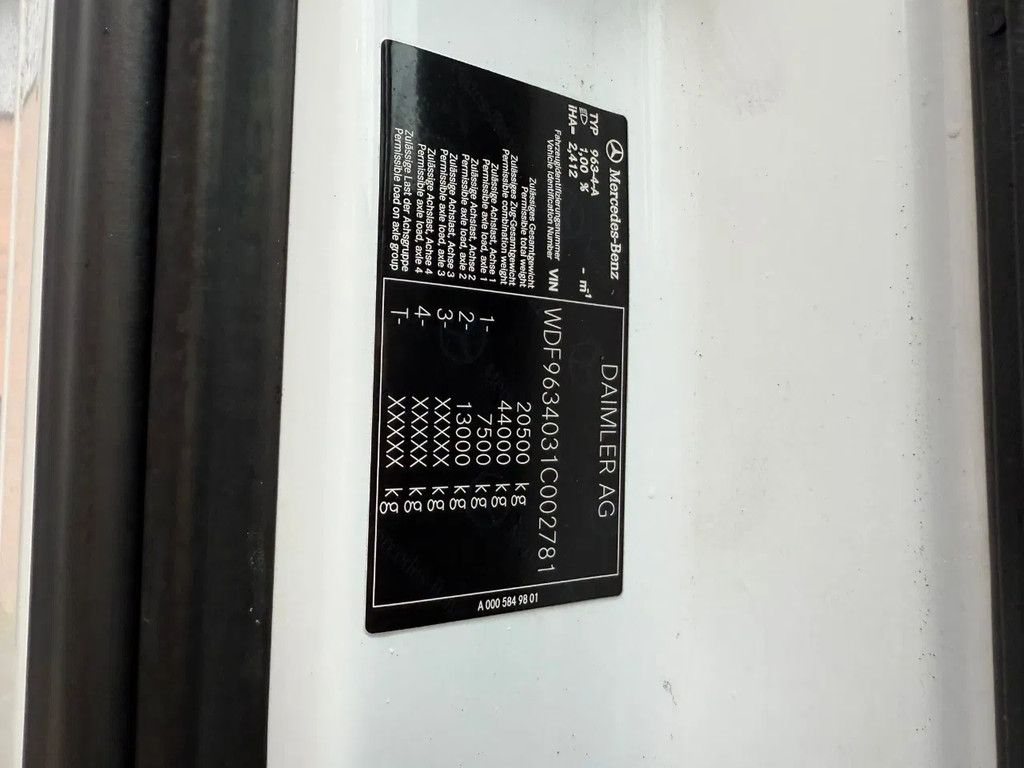 Mercedes-Benz
DAIMLER AG
TYP 963-4-A
1,00 % - m⁻¹
iHA= 2,412
Fahrzeugidentifizierungsnummer
Vehicle Identification Number VIN WDF9634031C002781
Zulässiges Gesamtgewicht
Permissible total weight 20500 kg
Zulässiges Zug-Gesamtgewicht
Permissible combination weight 44000 kg
Zulässige Achslast, Achse 1
Permissible axle load, axle 1 1- 7500 kg
Zulässige Achslast, Achse 2
Permissible axle load, axle 2 2- 13000 kg
Zulässige Achslast, Achse 3
Permissible axle load, axle 3 3- XXXXX kg
Zulässige Achslast, Achse 4
Permissible axle load, axle 4 4- XXXXX kg
Zulässige Last der Achsgruppe
Permissible load on axle group T- XXXXX kg
A 000 584 98 01